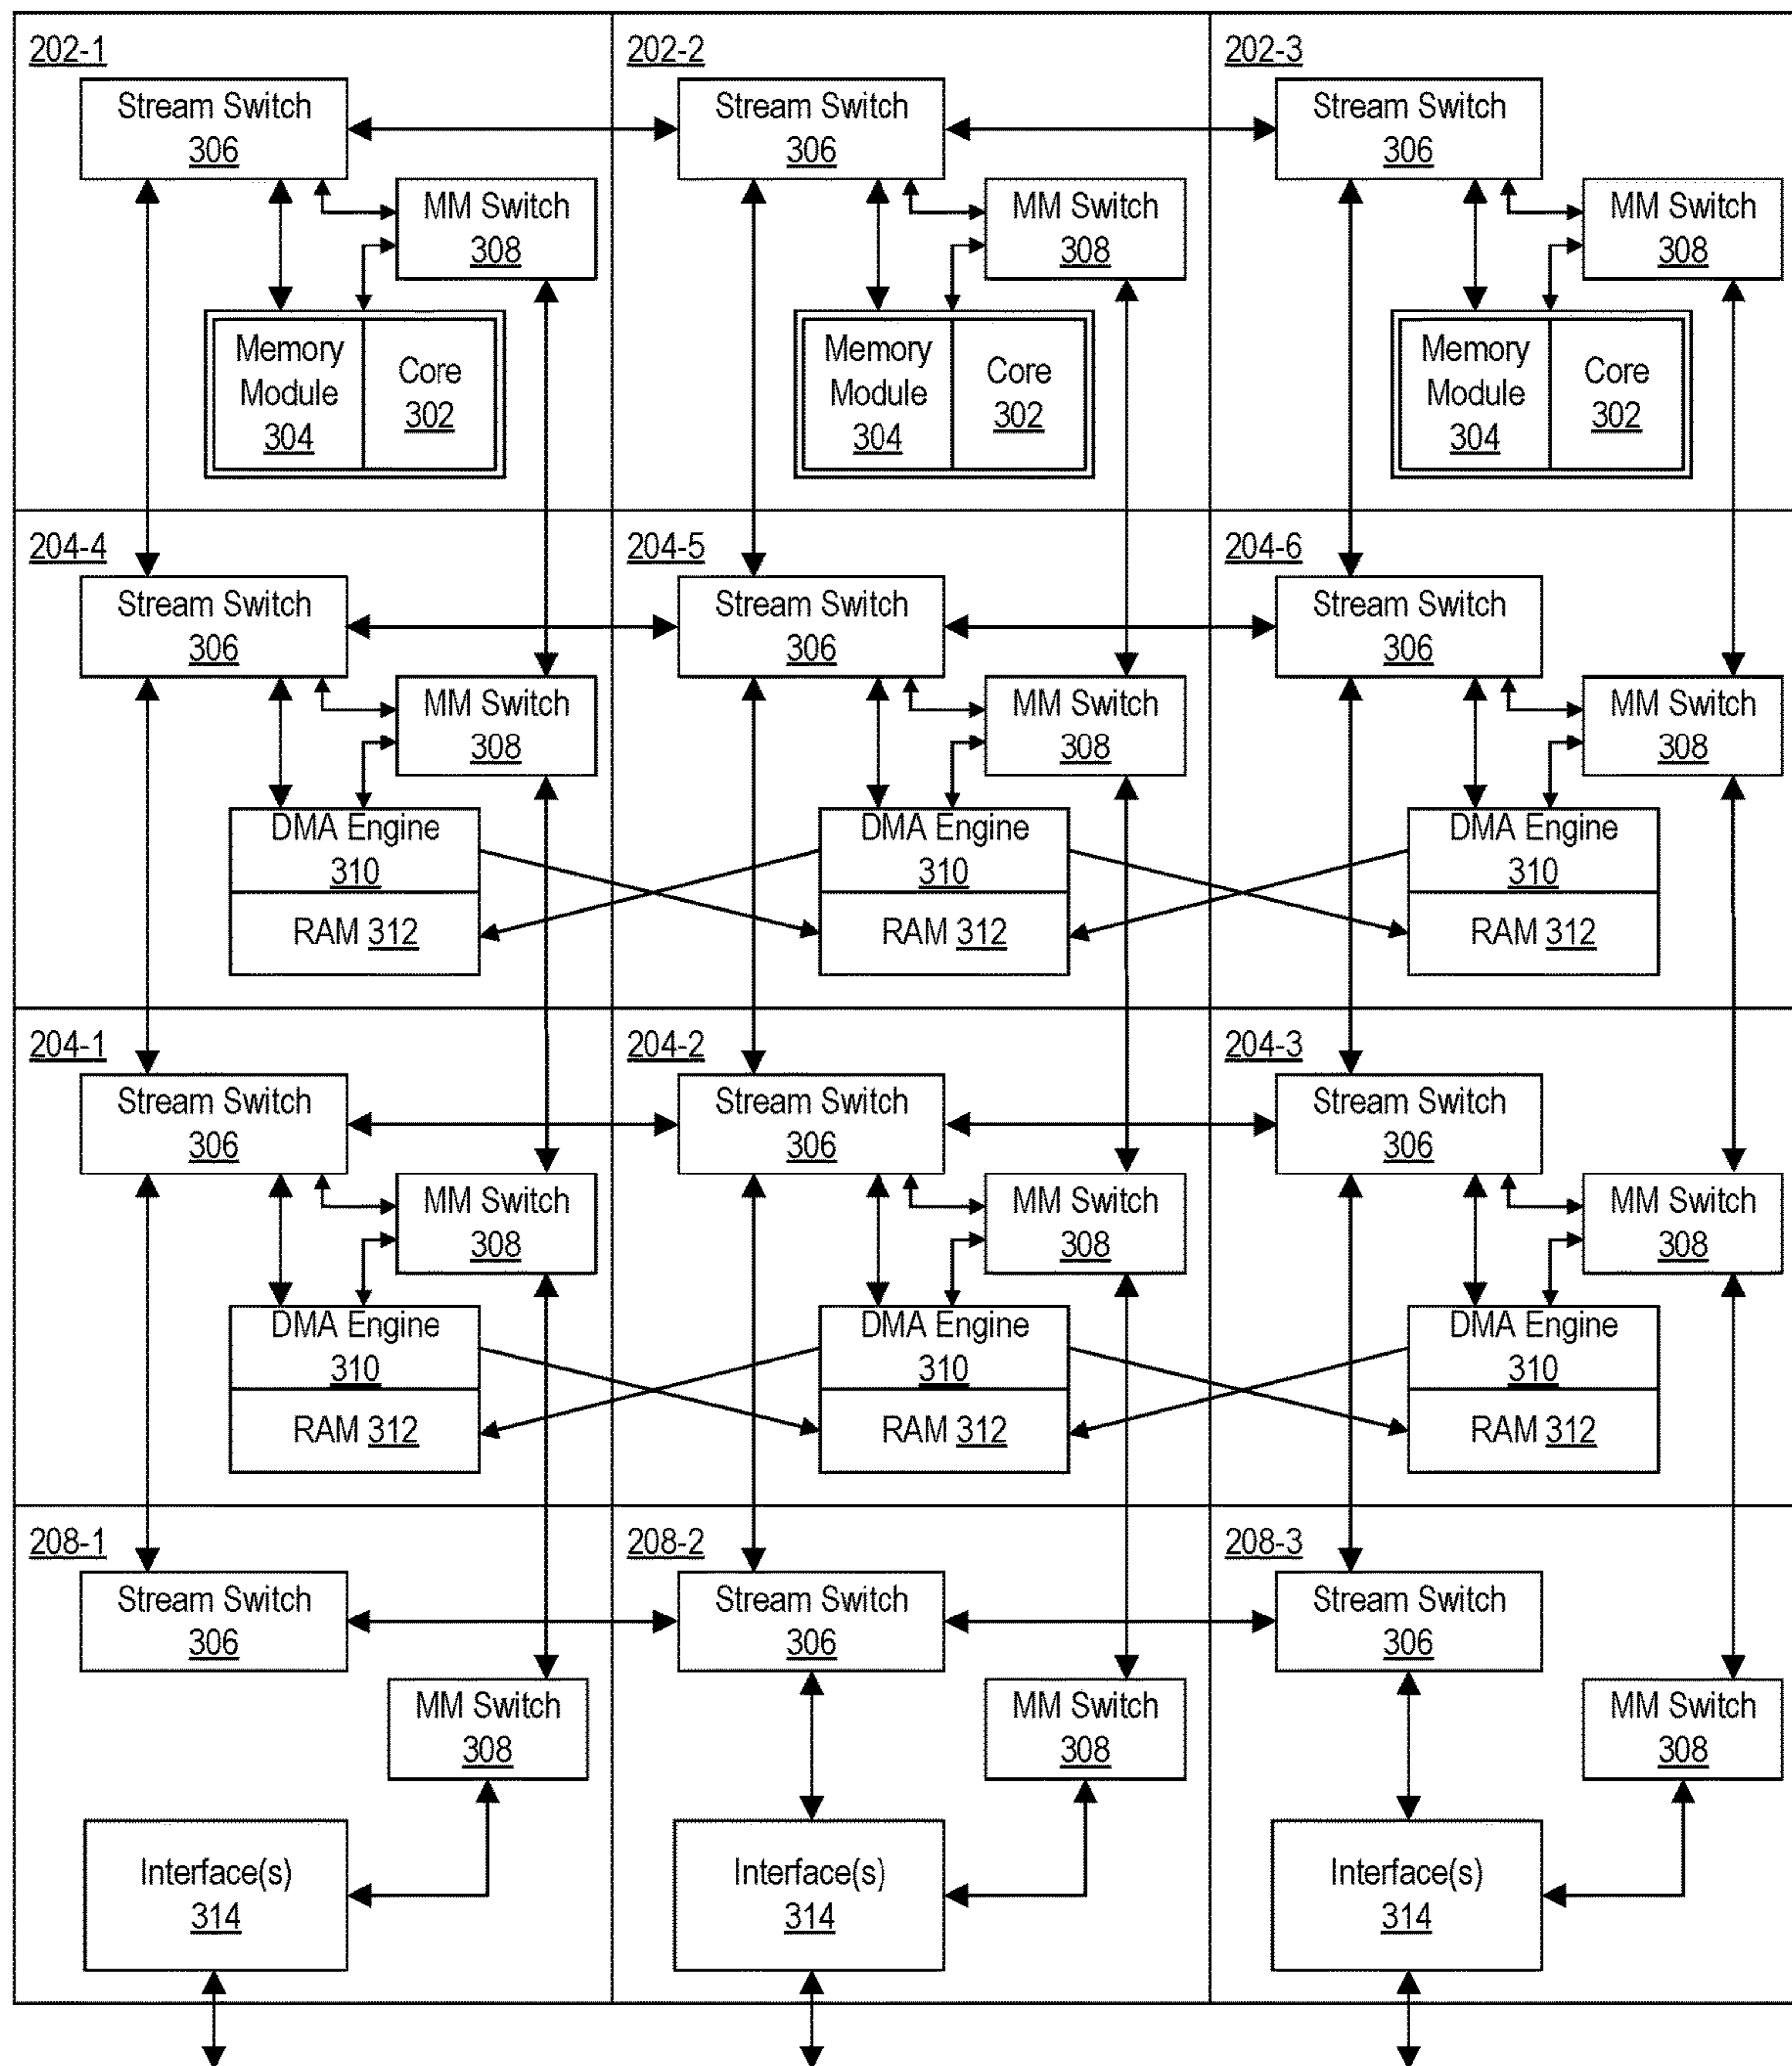 202-1
Stream Switch
306
MM Switch
308
Memory
Module
304
Core
302
202-2
Stream Switch
306
MM Switch
308
Memory
Module
304
Core
302
202-3
Stream Switch
306
MM Switch
308
Memory
Module
304
Core
302
204-4
Stream Switch
306
MM Switch
308
DMA Engine
310
RAM 312
204-5
Stream Switch
306
MM Switch
308
DMA Engine
310
RAM 312
204-6
Stream Switch
306
MM Switch
308
DMA Engine
310
RAM 312
204-1
Stream Switch
306
MM Switch
308
DMA Engine
310
RAM 312
204-2
Stream Switch
306
MM Switch
308
DMA Engine
310
RAM 312
204-3
Stream Switch
306
MM Switch
308
DMA Engine
310
RAM 312
208-1
Stream Switch
306
MM Switch
308
Interface(s)
314
208-2
Stream Switch
306
MM Switch
308
Interface(s)
314
208-3
Stream Switch
306
MM Switch
308
Interface(s)
314